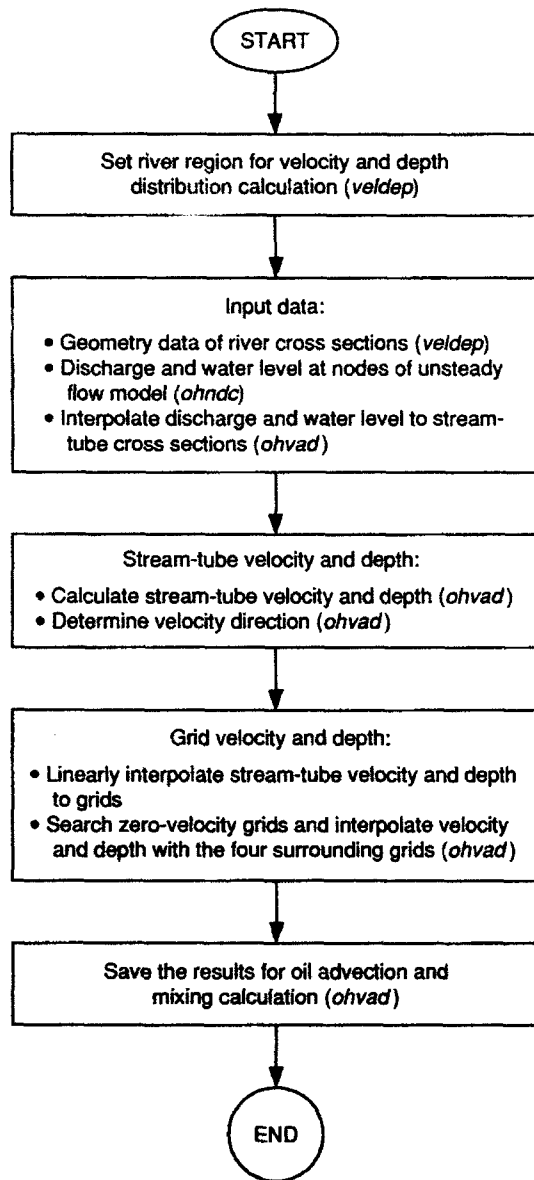 START
Set river region for velocity and depth
distribution calculation (veldep)
Input data:
• Geometry data of river cross sections (veldep)
• Discharge and water level at nodes of unsteady
flow model (ohndc)
• Interpolate discharge and water level to stream-
tube cross sections (ohvad)
Stream-tube velocity and depth:
• Calculate stream-tube velocity and depth (ohvad)
• Determine velocity direction (ohvad)
Grid velocity and depth:
• Linearly interpolate stream-tube velocity and depth
to grids
• Search zero-velocity grids and interpolate velocity
and depth with the four surrounding grids (ohvad)
Save the results for oil advection and
mixing calculation (ohvad)
END